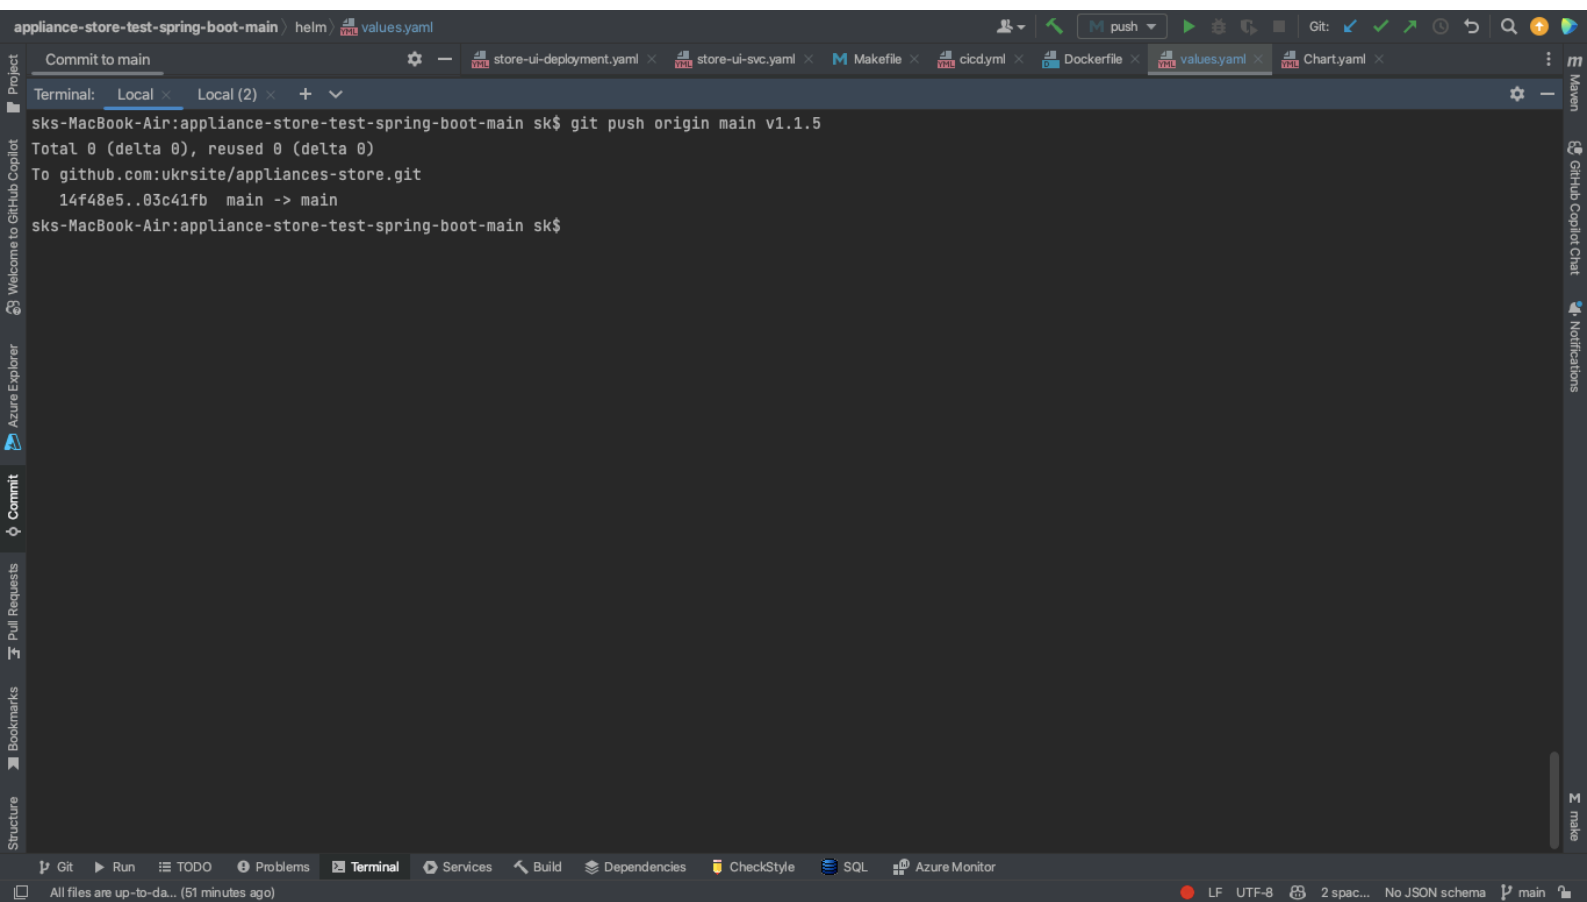 appliance-store-test-spring-boot-main helm values.yaml push Git:
Commit to main store-ui-deployment.yaml store-ui-svc.yaml Makefile cicd.yml Dockerfile values.yaml Chart.yaml
Terminal: Local Local (2)
sks-MacBook-Air:appliance-store-test-spring-boot-main sk$ git push origin main v1.1.5
Total 0 (delta 0), reused 0 (delta 0)
To github.com:ukrsite/appliances-store.git
14f48e5..03c41fb main -> main
sks-MacBook-Air:appliance-store-test-spring-boot-main sk$
Project
Welcome to GitHub Copilot
Azure Explorer
Commit
Pull Requests
Bookmarks
Structure
Maven
GitHub Copilot Chat
Notifications
make
Git Run TODO Problems Terminal Services Build Dependencies CheckStyle SQL Azure Monitor
All files are up-to-da... (51 minutes ago) LF UTF-8 2 spac... No JSON schema main